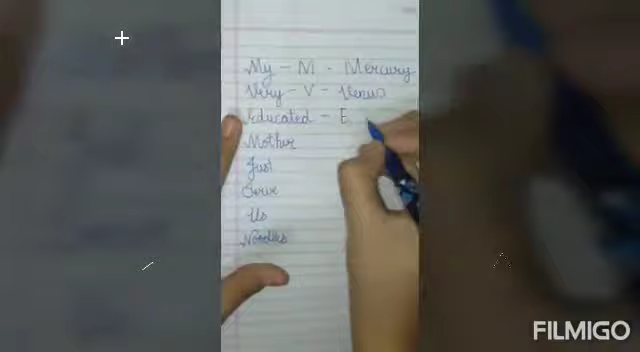 My - M - Mercury
Very - V - Venus
Educated - E
Mother
Just
Serve
Us
Noodles
FILMIGO